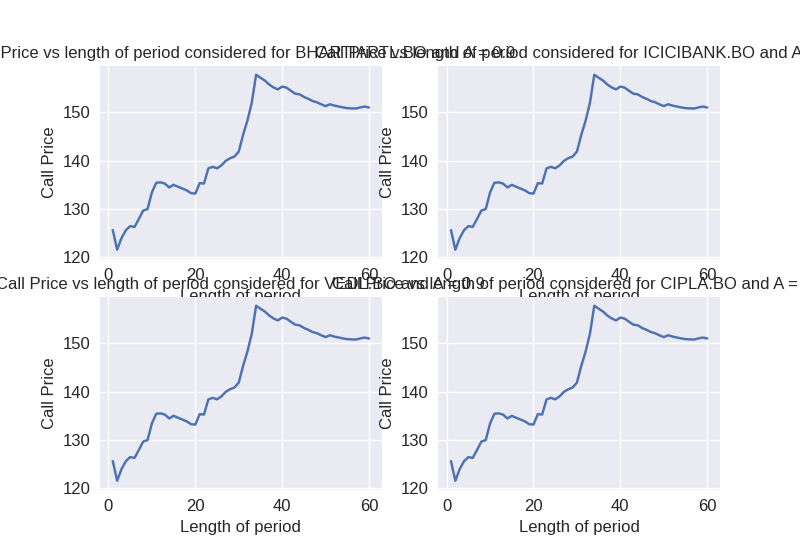 Price vs length of period considered for BHARTIARTL.BO and A = 0.9
Call Price vs length of period considered for ICICIBANK.BO and A
Call Price
150
140
130
120
0 20 40 60
Length of period
Call Price
150
140
130
120
0 20 40 60
Length of period
Call Price vs length of period considered for VEDL.BO and A = 0.9
Call Price vs length of period considered for CIPLA.BO and A =
Call Price
150
140
130
120
0 20 40 60
Length of period
Call Price
150
140
130
120
0 20 40 60
Length of period